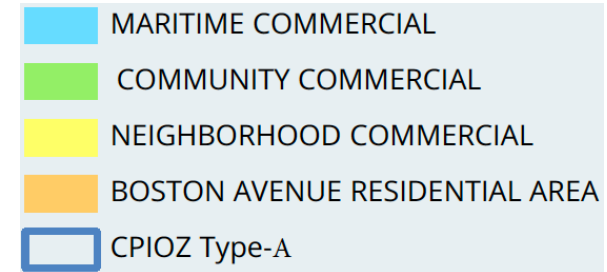 MARITIME COMMERCIAL
COMMUNITY COMMERCIAL
NEIGHBORHOOD COMMERCIAL
BOSTON AVENUE RESIDENTIAL AREA
CPIOZ Type-A